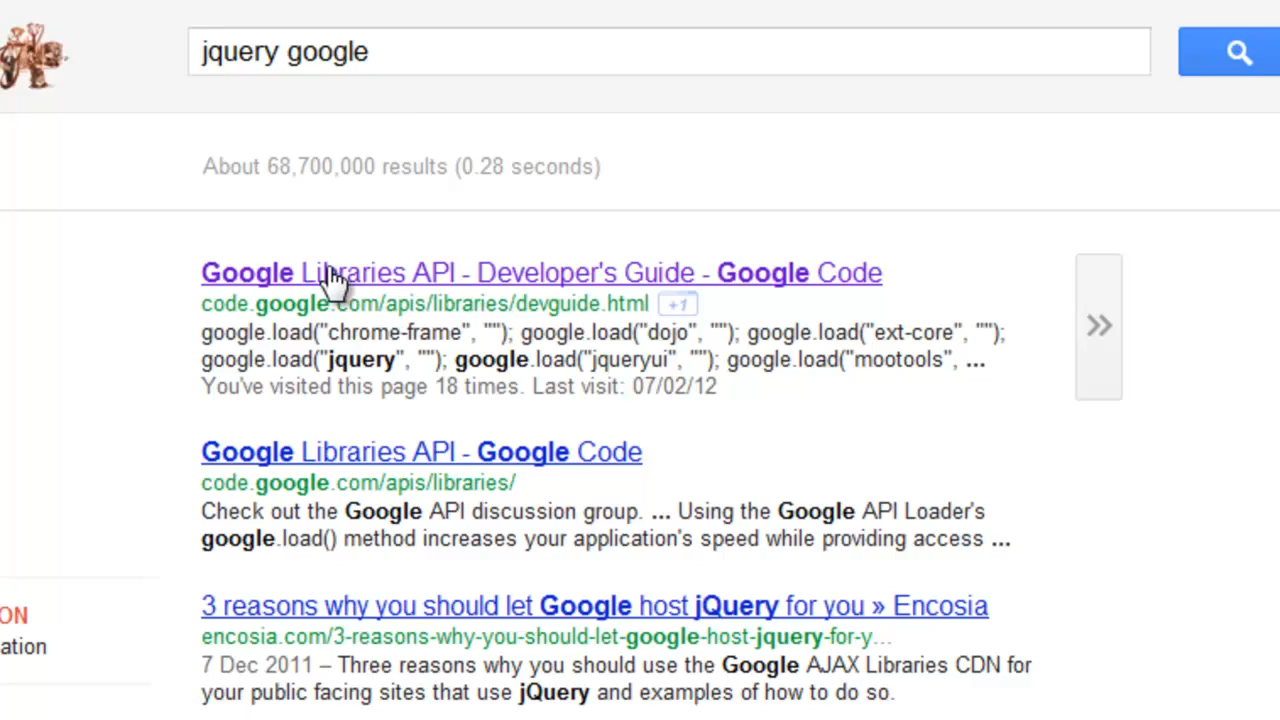 jquery google
About 68,700,000 results (0.28 seconds)
Google Libraries API - Developer's Guide - Google Code
code.google.com/apis/libraries/devguide.html +1
google.load("chrome-frame", ""); google.load("dojo", ""); google.load("ext-core", "");
google.load("jquery", ""); google.load("jqueryui", ""); google.load("mootools", ...
You've visited this page 18 times. Last visit: 07/02/12
Google Libraries API - Google Code
code.google.com/apis/libraries/
Check out the Google API discussion group. ... Using the Google API Loader's
google.load() method increases your application's speed while providing access ...
3 reasons why you should let Google host jQuery for you » Encosia
encosia.com/3-reasons-why-you-should-let-google-host-jquery-for-y...
ON
ation
7 Dec 2011 – Three reasons why you should use the Google AJAX Libraries CDN for
your public facing sites that use jQuery and examples of how to do so.